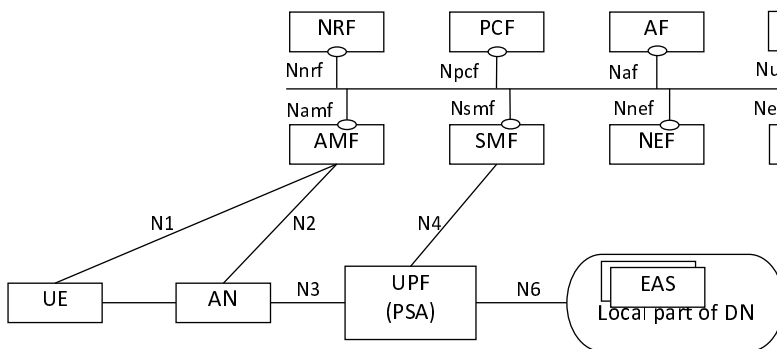 NRF
PCF
AF
Nnrf
Npcf
Naf
Nu
Namf
Nsmf
Nnef
Ne
AMF
SMF
NEF
N1
N2
N4
UE
AN
N3
UPF
(PSA)
N6
EAS
Local part of DN